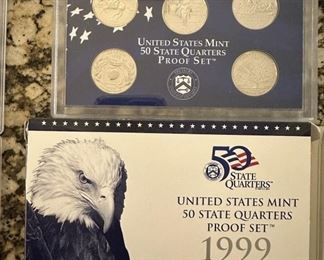 UNITED STATES MINT
50 STATE QUARTERS
PROOF SET™
50
STATE
QUARTERS™
UNITED STATES MINT
50 STATE QUARTERS
PROOF SET™
1999